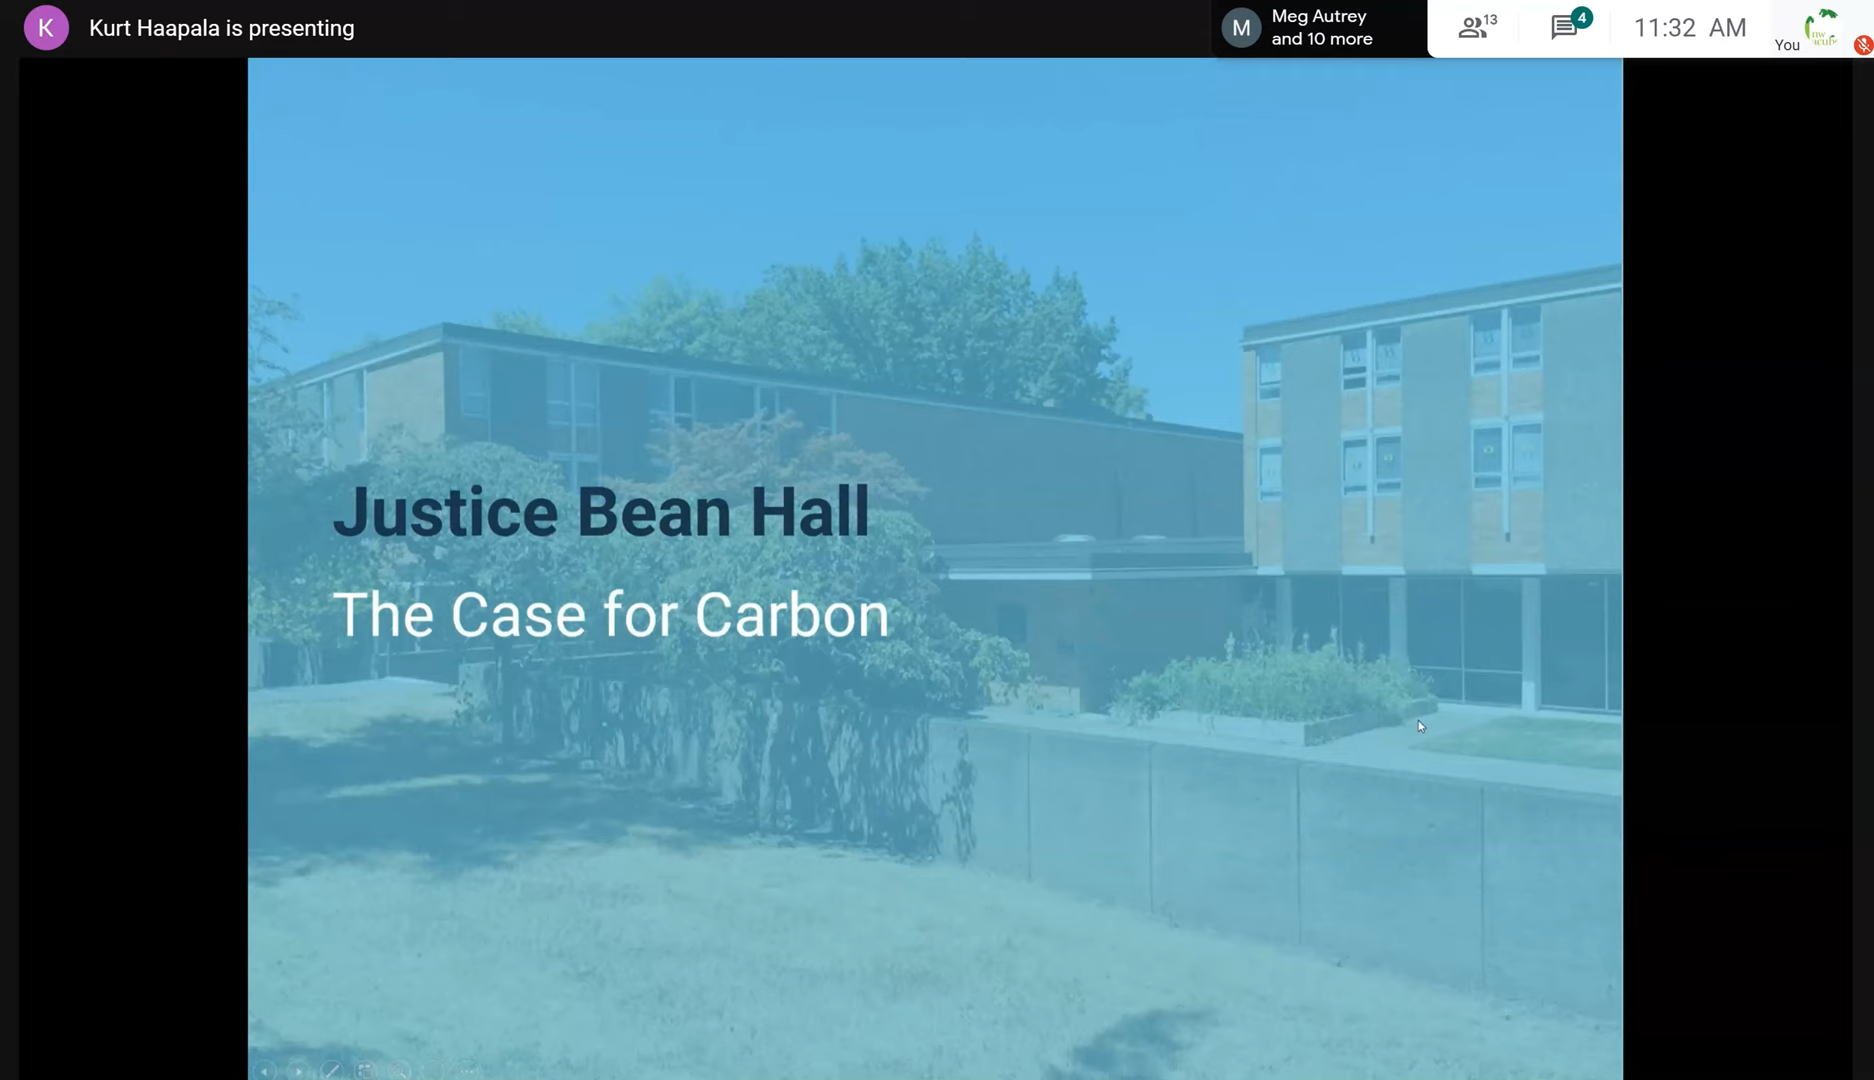 K
Kurt Haapala is presenting
M
Meg Autrey
and 10 more
13
4
11:32 AM
You
nw
Justice Bean Hall
The Case for Carbon